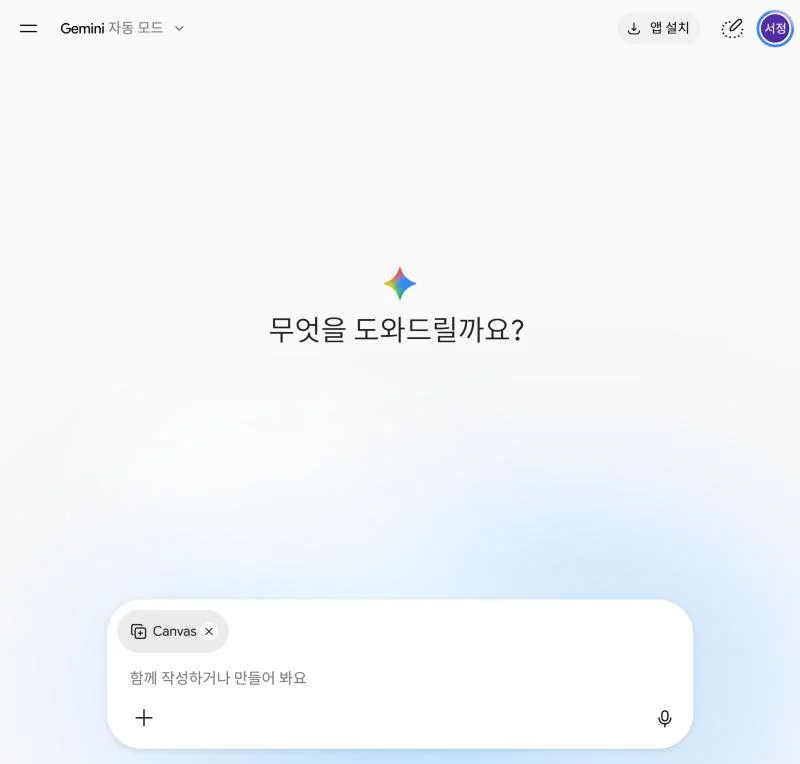 Gemini 자동 모드
앱 설치
서정
무엇을 도와드릴까요?
Canvas
함께 작성하거나 만들어 봐요